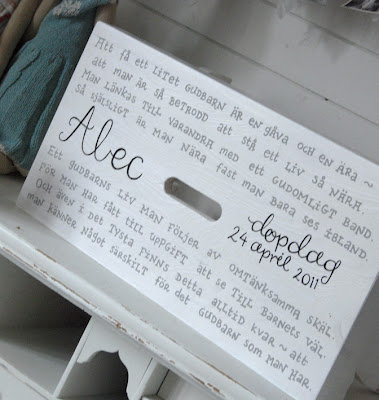 Att få ett litet gudbarn är en gåva och en ära ~
att man är så betrodd att stå ett liv så nära.
Man länkas till varandra med ett gudomligt band,
så själsligt är man nära fast man bara ses ibland.
Alec
dopdag
24 april 2011
Ett gudbarns liv man följer av omtänksamma skäl,
för man har fått till uppgift att se till barnets väl.
Och även i det tysta finns detta alltid kvar ~ att
man känner något särskilt för det gudbarn som man har.